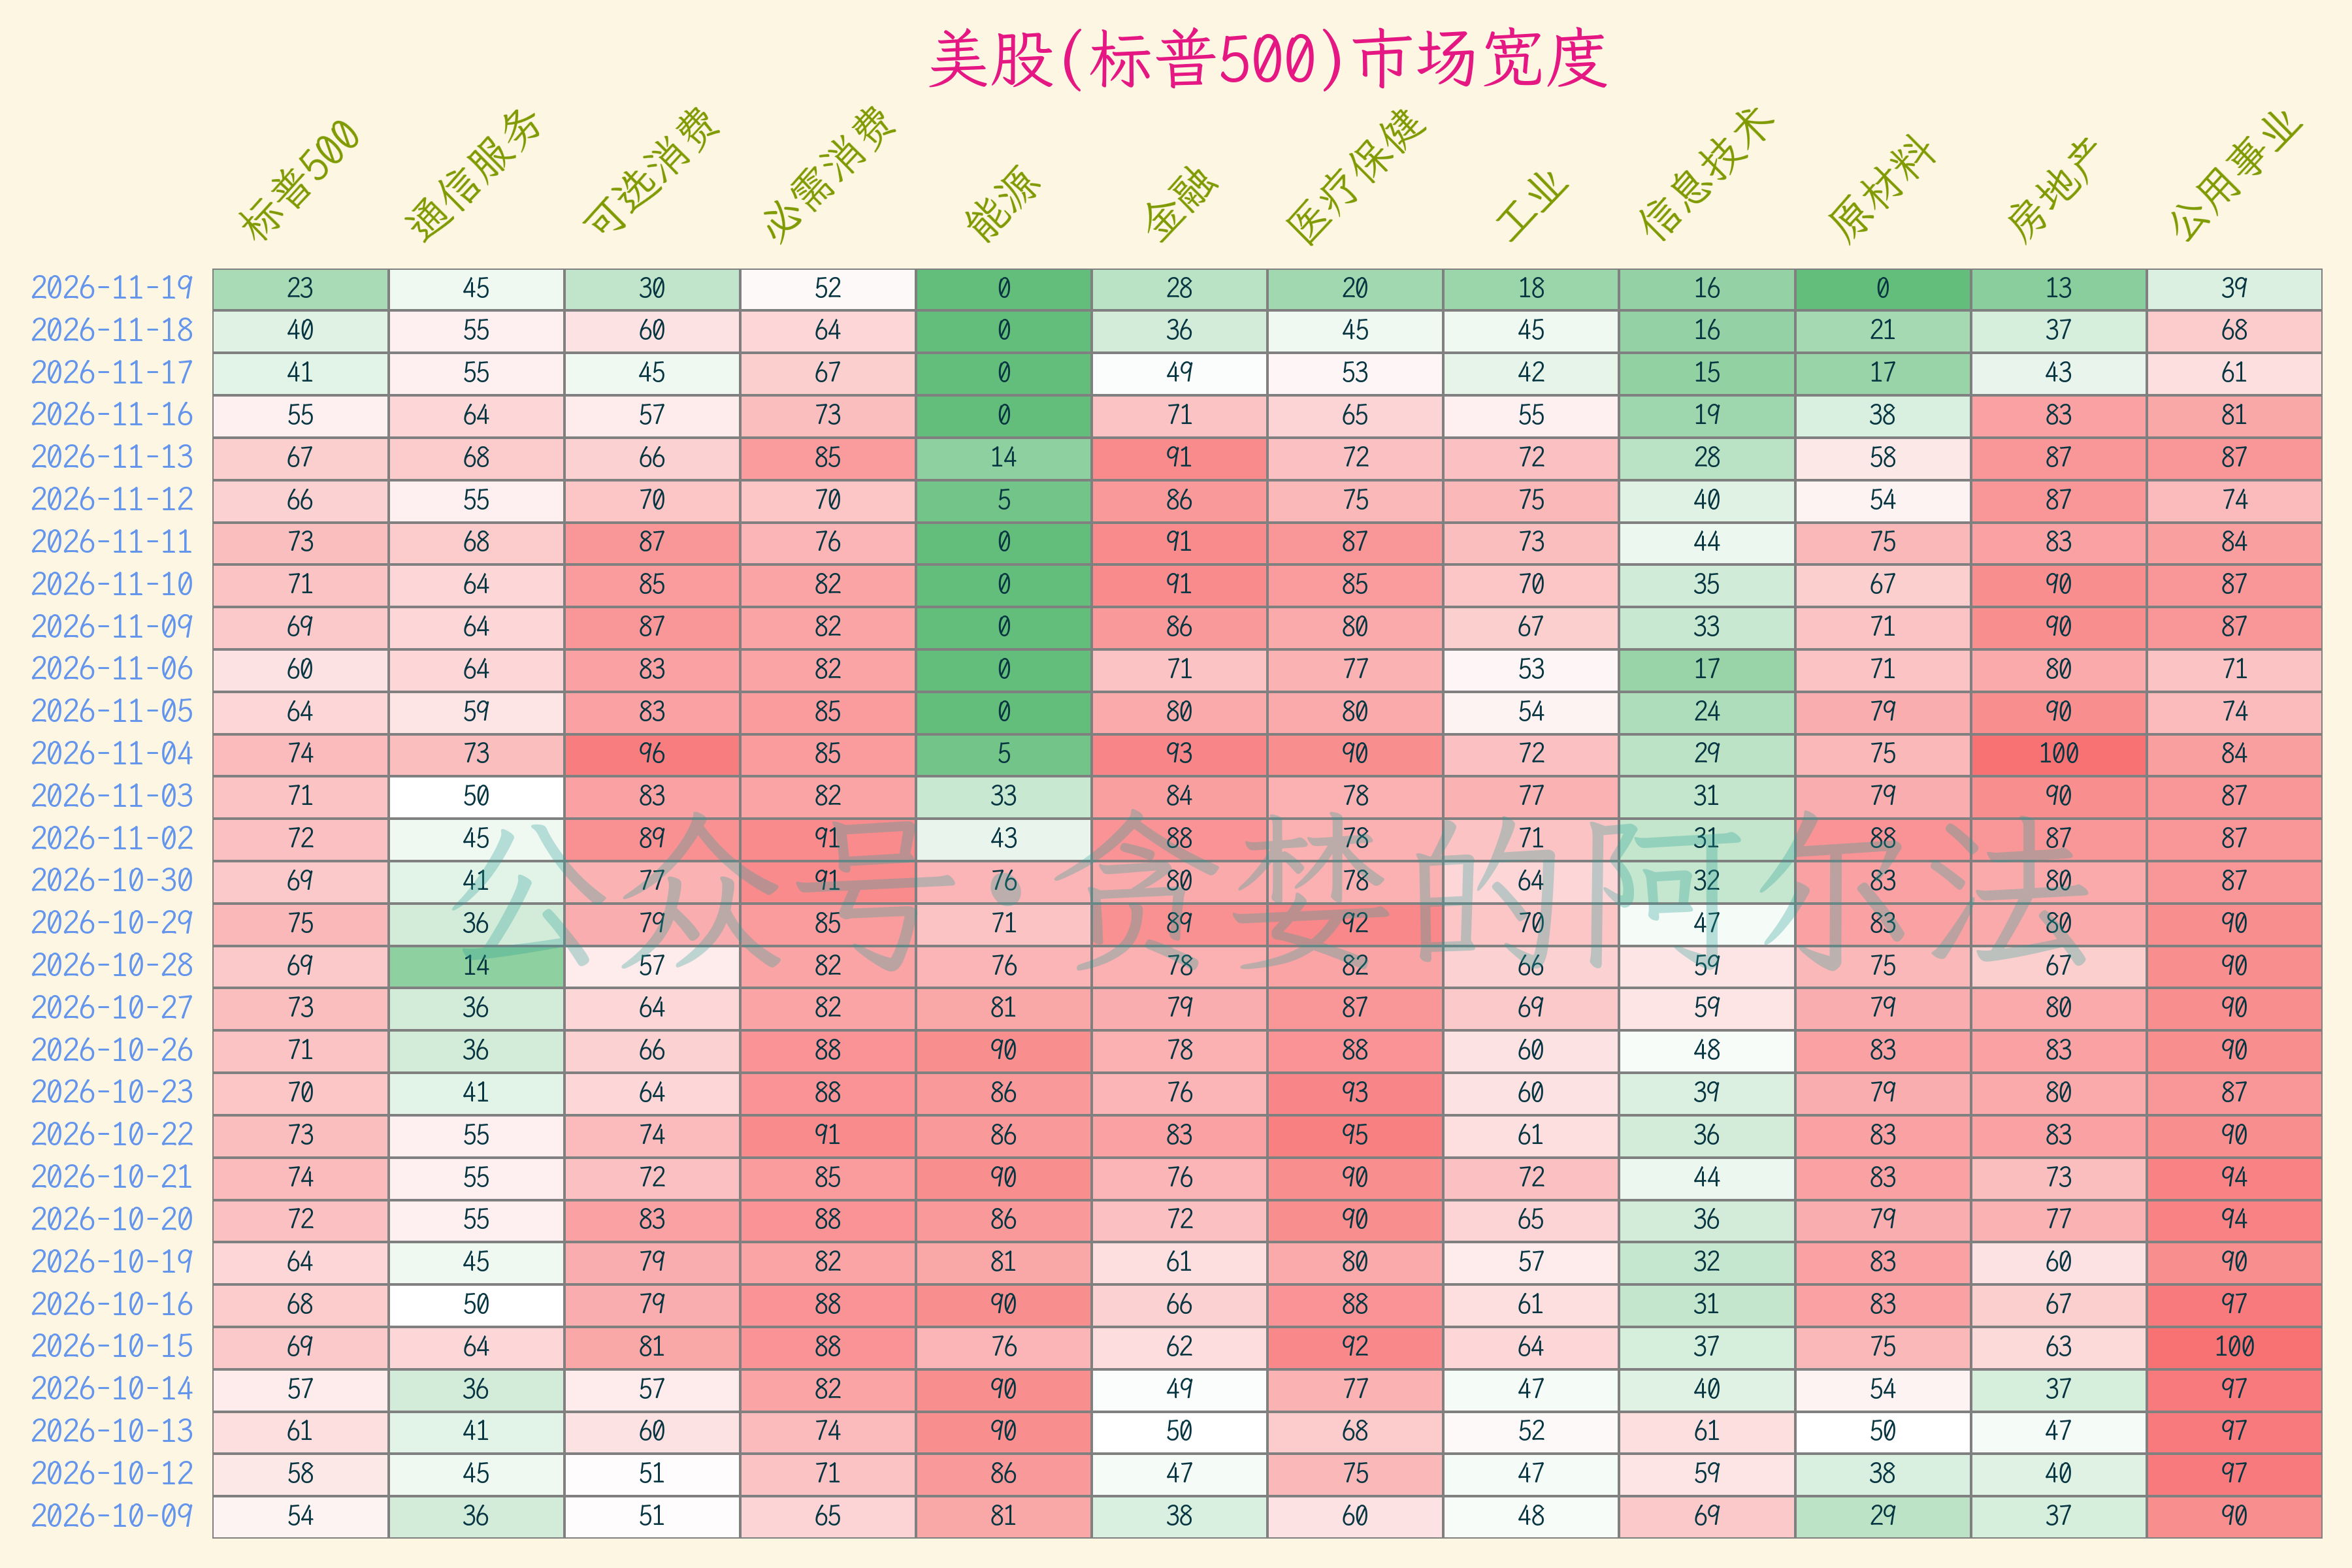 美股(标普500)市场宽度
标普500 通信服务 可选消费 必需消费 能源 金融 医疗保健 工业 信息技术 原材料 房地产 公用事业
2026-11-19 23 45 30 52 0 28 20 18 16 0 13 39
2026-11-18 40 55 60 64 0 36 45 45 16 21 37 68
2026-11-17 41 55 45 67 0 49 53 42 15 17 43 61
2026-11-16 55 64 57 73 0 71 65 55 19 38 83 81
2026-11-13 67 68 66 85 14 91 72 72 28 58 87 87
2026-11-12 66 55 70 70 5 86 75 75 40 54 87 74
2026-11-11 73 68 87 76 0 91 87 73 44 75 83 84
2026-11-10 71 64 85 82 0 91 85 70 35 67 90 87
2026-11-09 69 64 87 82 0 86 80 67 33 71 90 87
2026-11-06 60 64 83 82 0 71 77 53 17 71 80 71
2026-11-05 64 59 83 85 0 80 80 54 24 79 90 74
2026-11-04 74 73 96 85 5 93 90 72 29 75 100 84
2026-11-03 71 50 83 82 33 84 78 77 31 79 90 87
2026-11-02 72 45 89 91 43 88 78 71 31 88 87 87
2026-10-30 69 41 77 91 76 80 78 64 32 83 80 87
2026-10-29 75 36 79 85 71 89 92 70 47 83 80 90
2026-10-28 69 14 57 82 76 78 82 66 59 75 67 90
2026-10-27 73 36 64 82 81 79 87 69 59 79 80 90
2026-10-26 71 36 66 88 90 78 88 60 48 83 83 90
2026-10-23 70 41 64 88 86 76 93 60 39 79 80 87
2026-10-22 73 55 74 91 86 83 95 61 36 83 83 90
2026-10-21 74 55 72 85 90 76 90 72 44 83 73 94
2026-10-20 72 55 83 88 86 72 90 65 36 79 77 94
2026-10-19 64 45 79 82 81 61 80 57 32 83 60 90
2026-10-16 68 50 79 88 90 66 88 61 31 83 67 97
2026-10-15 69 64 81 88 76 62 92 64 37 75 63 100
2026-10-14 57 36 57 82 90 49 77 47 40 54 37 97
2026-10-13 61 41 60 74 90 50 68 52 61 50 47 97
2026-10-12 58 45 51 71 86 47 75 47 59 38 40 97
2026-10-09 54 36 51 65 81 38 60 48 69 29 37 90
公众号·贪婪的阿尔法